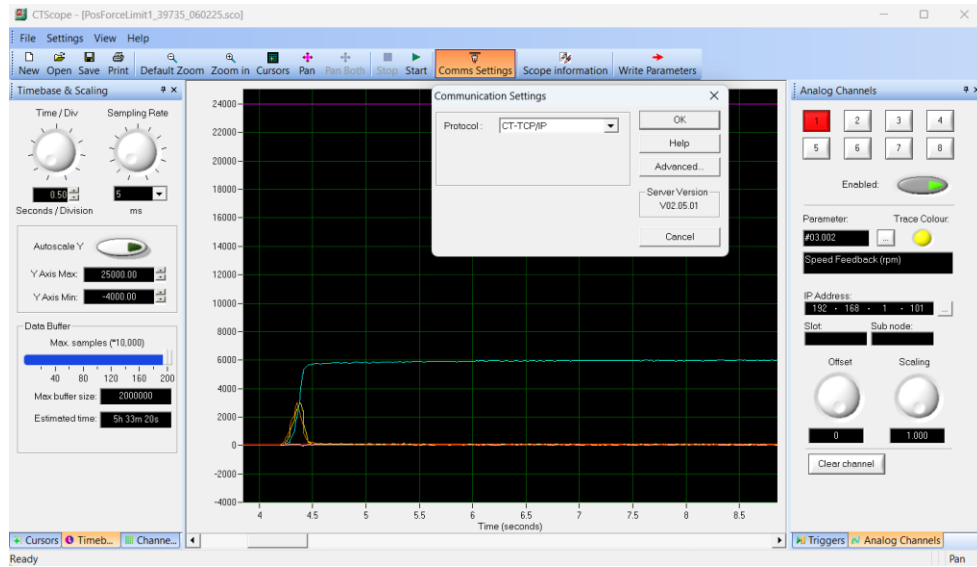 CTScope - [PosForceLimit1_39735_060225.sco]
File Settings View Help
New Open Save Print Default Zoom Zoom in Cursors Pan Pan Both Stop Start Comms Settings Scope information Write Parameters
Timebase & Scaling
Time / Div Sampling Rate
0.50 5
Seconds / Division ms
Autoscale Y
Y Axis Max: 25000.00
Y Axis Min: -4000.00
Data Buffer
Max. samples (*10,000)
40 80 120 160 200
Max buffer size: 2000000
Estimated time: 5h 33m 20s
Cursors Timeb... Channe...
24000
22000
20000
18000
16000
14000
12000
10000
8000
6000
4000
2000
0
-2000
-4000
4 4.5 5 5.5 6 6.5 7 7.5 8 8.5
Time (seconds)
Communication Settings
Protocol : CT-TCP/IP
OK
Help
Advanced...
Server Version
V02.05.01
Cancel
Analog Channels
1 2 3 4
5 6 7 8
Enabled:
Parameter: Trace Colour:
#03.002 ...
Speed Feedback (rpm)
IP Address:
192 - 168 - 1 - 101 ...
Slot: Sub node:
Offset Scaling
0 1.000
Clear channel
Triggers Analog Channels
Ready Pan